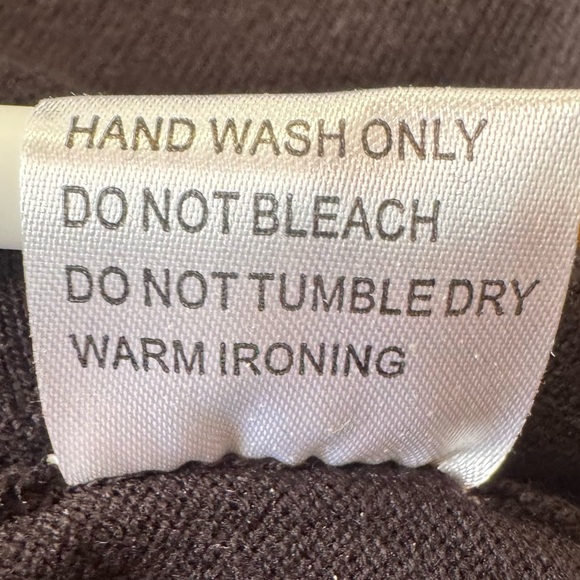 HAND WASH ONLY
DO NOT BLEACH
DO NOT TUMBLE DRY
WARM IRONING